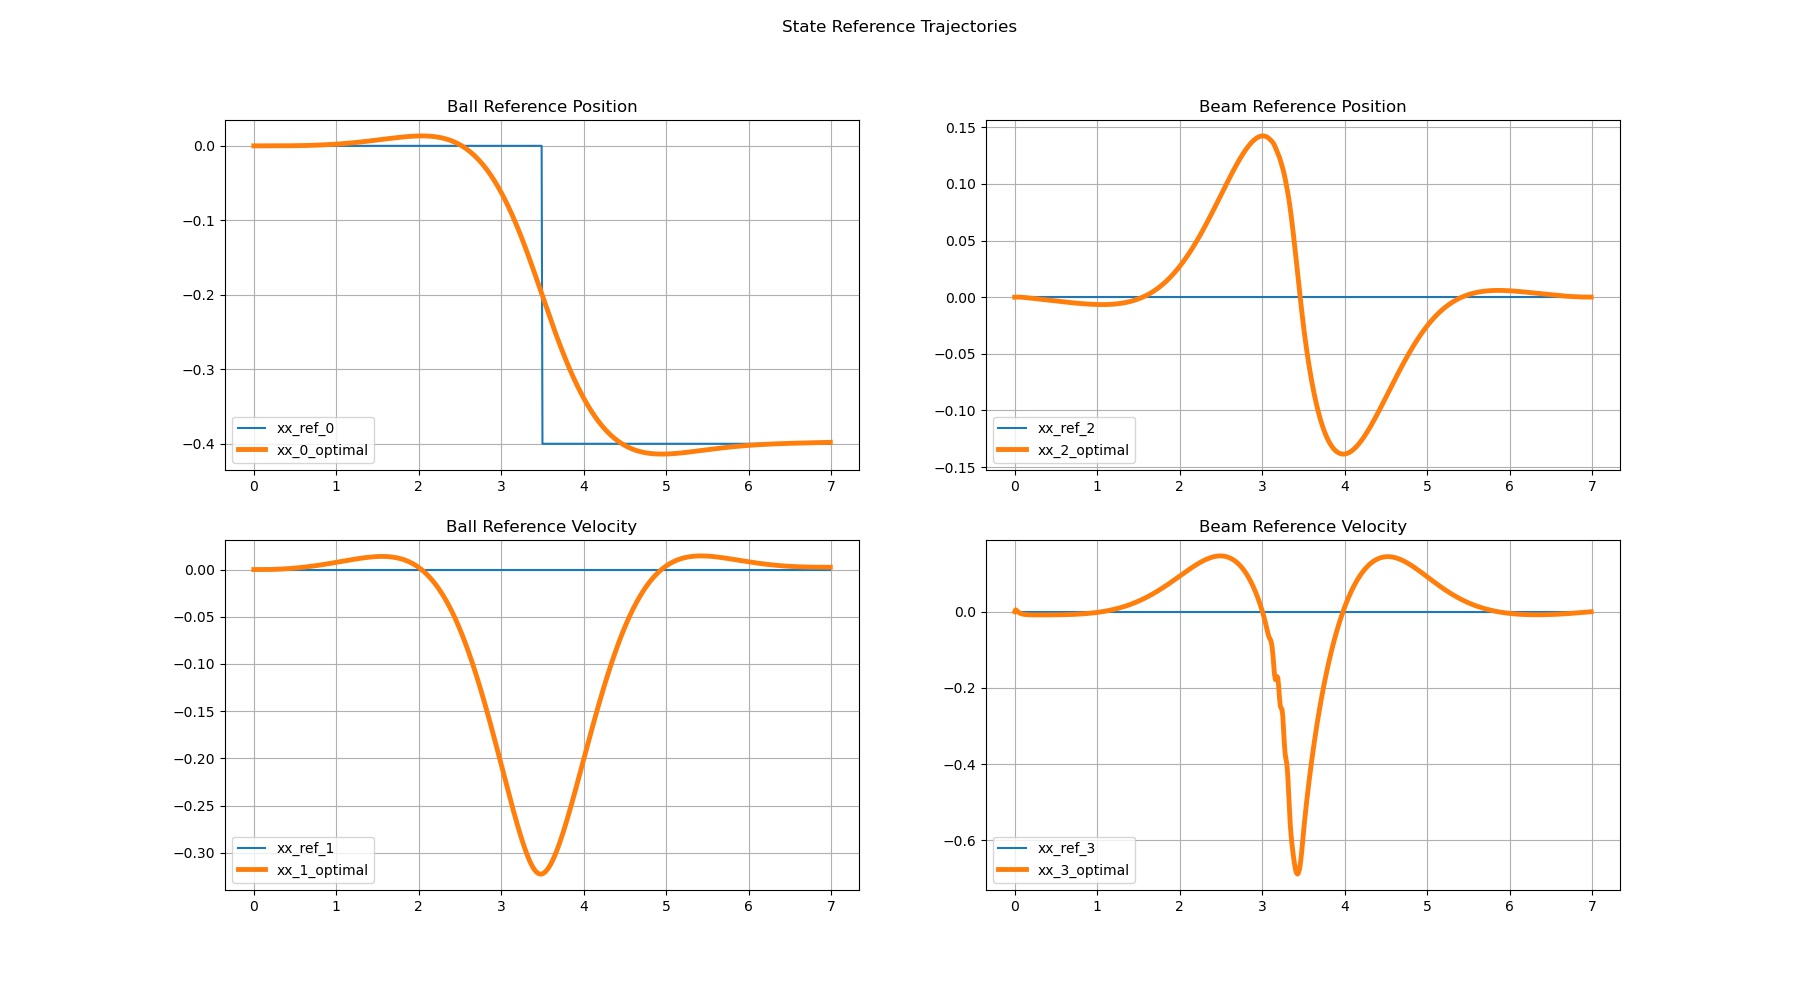 State Reference Trajectories
Ball Reference Position
0.0
−0.1
−0.2
−0.3
−0.4
xx_ref_0
xx_0_optimal
0 1 2 3 4 5 6 7
Beam Reference Position
0.15
0.10
0.05
0.00
−0.05
−0.10
−0.15
xx_ref_2
xx_2_optimal
0 1 2 3 4 5 6 7
Ball Reference Velocity
0.00
−0.05
−0.10
−0.15
−0.20
−0.25
−0.30
xx_ref_1
xx_1_optimal
0 1 2 3 4 5 6 7
Beam Reference Velocity
0.0
−0.2
−0.4
−0.6
xx_ref_3
xx_3_optimal
0 1 2 3 4 5 6 7